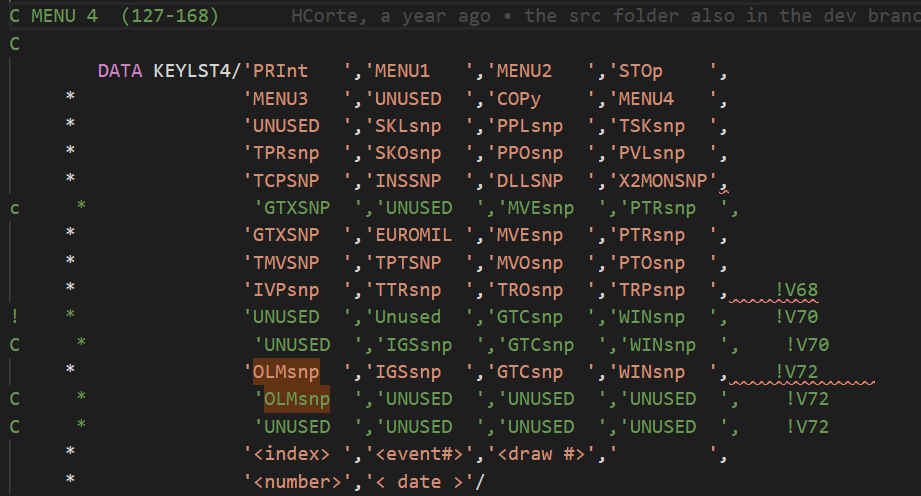 C MENU 4  (127-168)      HCorte, a year ago • the src folder also in the dev branc
C
        DATA KEYLST4/'PRInt   ','MENU1   ','MENU2   ','STOp    ',
     *               'MENU3   ','UNUSED  ','COPy    ','MENU4   ',
     *               'UNUSED  ','SKLsnp  ','PPLsnp  ','TSKsnp  ',
     *               'TPRsnp  ','SKOsnp  ','PPOsnp  ','PVLsnp  ',
     *               'TCPSNP  ','INSSNP  ','DLLSNP  ','X2MONSNP',
c     *               'GTXSNP  ','UNUSED  ','MVEsnp  ','PTRsnp  ',
     *               'GTXSNP  ','EUROMIL ','MVEsnp  ','PTRsnp  ',
     *               'TMVSNP  ','TPTSNP  ','MVOsnp  ','PTOsnp  ',
     *               'IVPsnp  ','TTRsnp  ','TROsnp  ','TRPsnp  ',    !V68
!    *               'UNUSED  ','Unused  ','GTCsnp  ','WINsnp  ',    !V70
C     *               'UNUSED  ','IGSsnp  ','GTCsnp  ','WINsnp  ',    !V70
     *               'OLMsnp  ','IGSsnp  ','GTCsnp  ','WINsnp  ',    !V72
C     *               'OLMsnp  ','UNUSED  ','UNUSED  ','UNUSED  ',    !V72
C     *               'UNUSED  ','UNUSED  ','UNUSED  ','UNUSED  ',    !V72
     *               '<index> ','<event#>','<draw #>','        ',
     *               '<number>','< date >'/